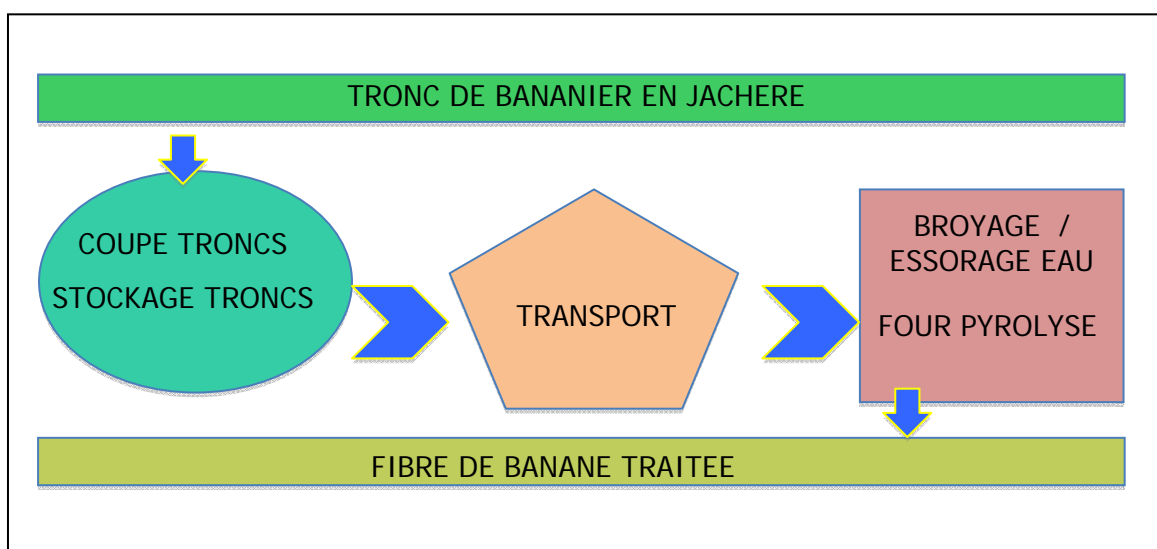 TRONC DE BANANIER EN JACHERE
COUPE TRONCS
STOCKAGE TRONCS
TRANSPORT
BROYAGE /
ESSORAGE EAU
FOUR PYROLYSE
FIBRE DE BANANE TRAITEE